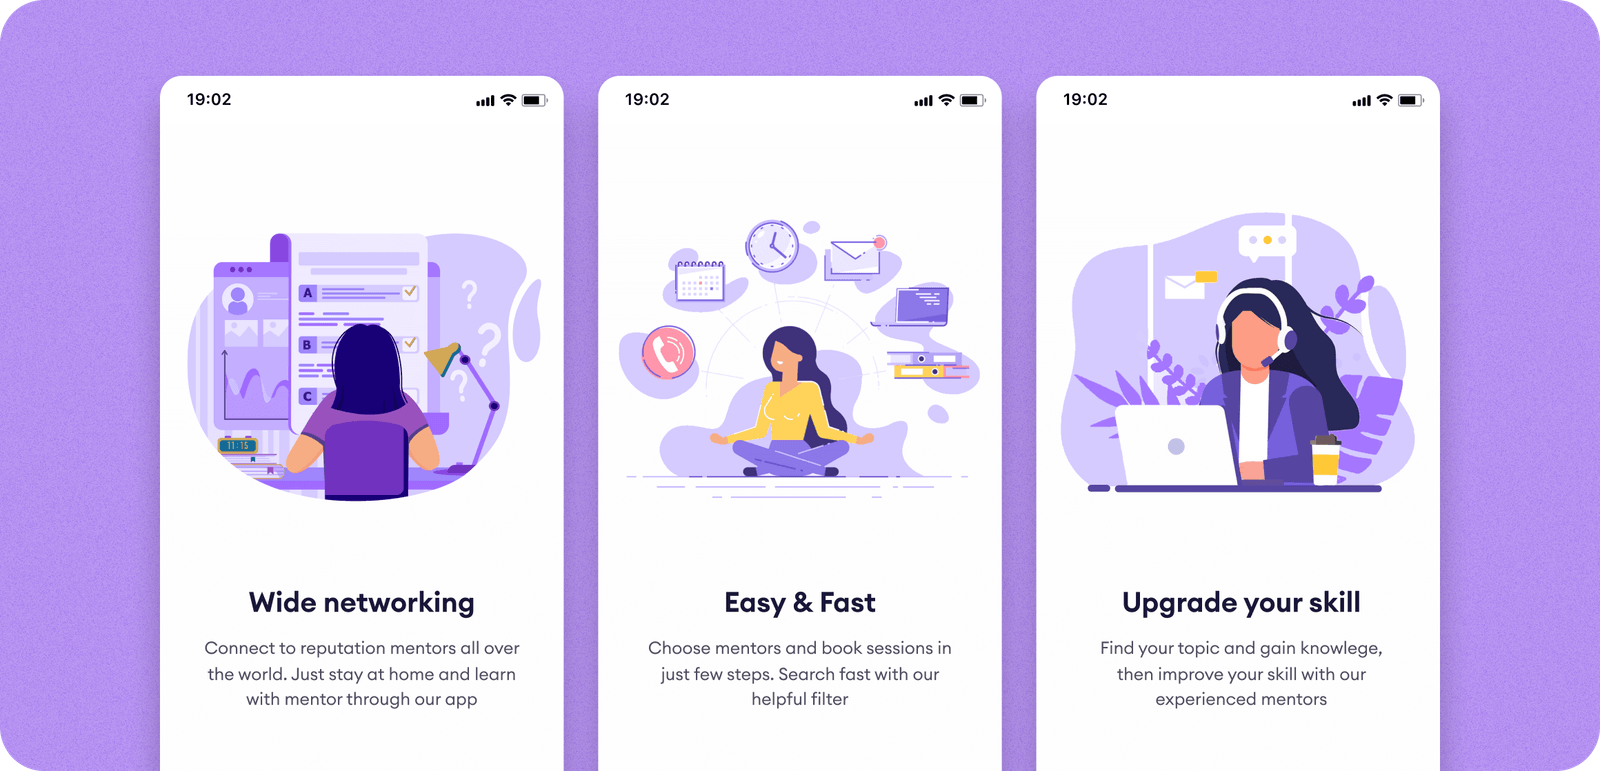 19:02
A
B
C
11:15
Wide networking
Connect to reputation mentors all over
the world. Just stay at home and learn
with mentor through our app
19:02
Easy & Fast
Choose mentors and book sessions in
just few steps. Search fast with our
helpful filter
19:02
Upgrade your skill
Find your topic and gain knowlege,
then improve your skill with our
experienced mentors